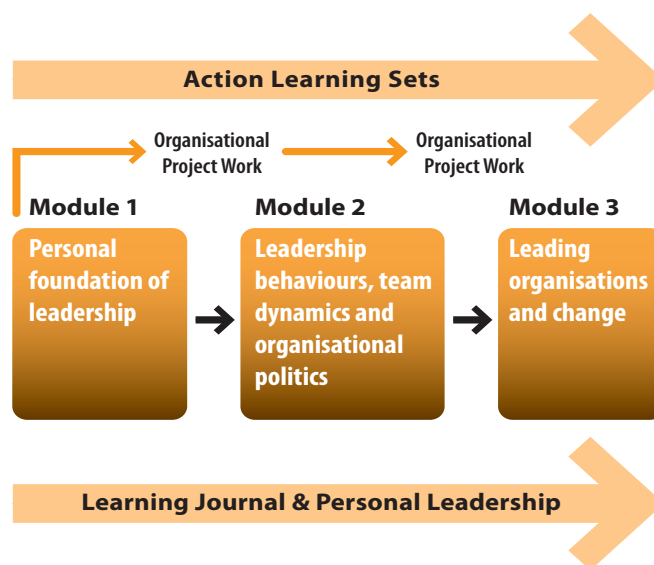 Action Learning Sets
Organisational
Project Work
Organisational
Project Work
Module 1
Personal
foundation of
leadership
Module 2
Leadership
behaviours, team
dynamics and
organisational
politics
Module 3
Leading
organisations
and change
Learning Journal & Personal Leadership